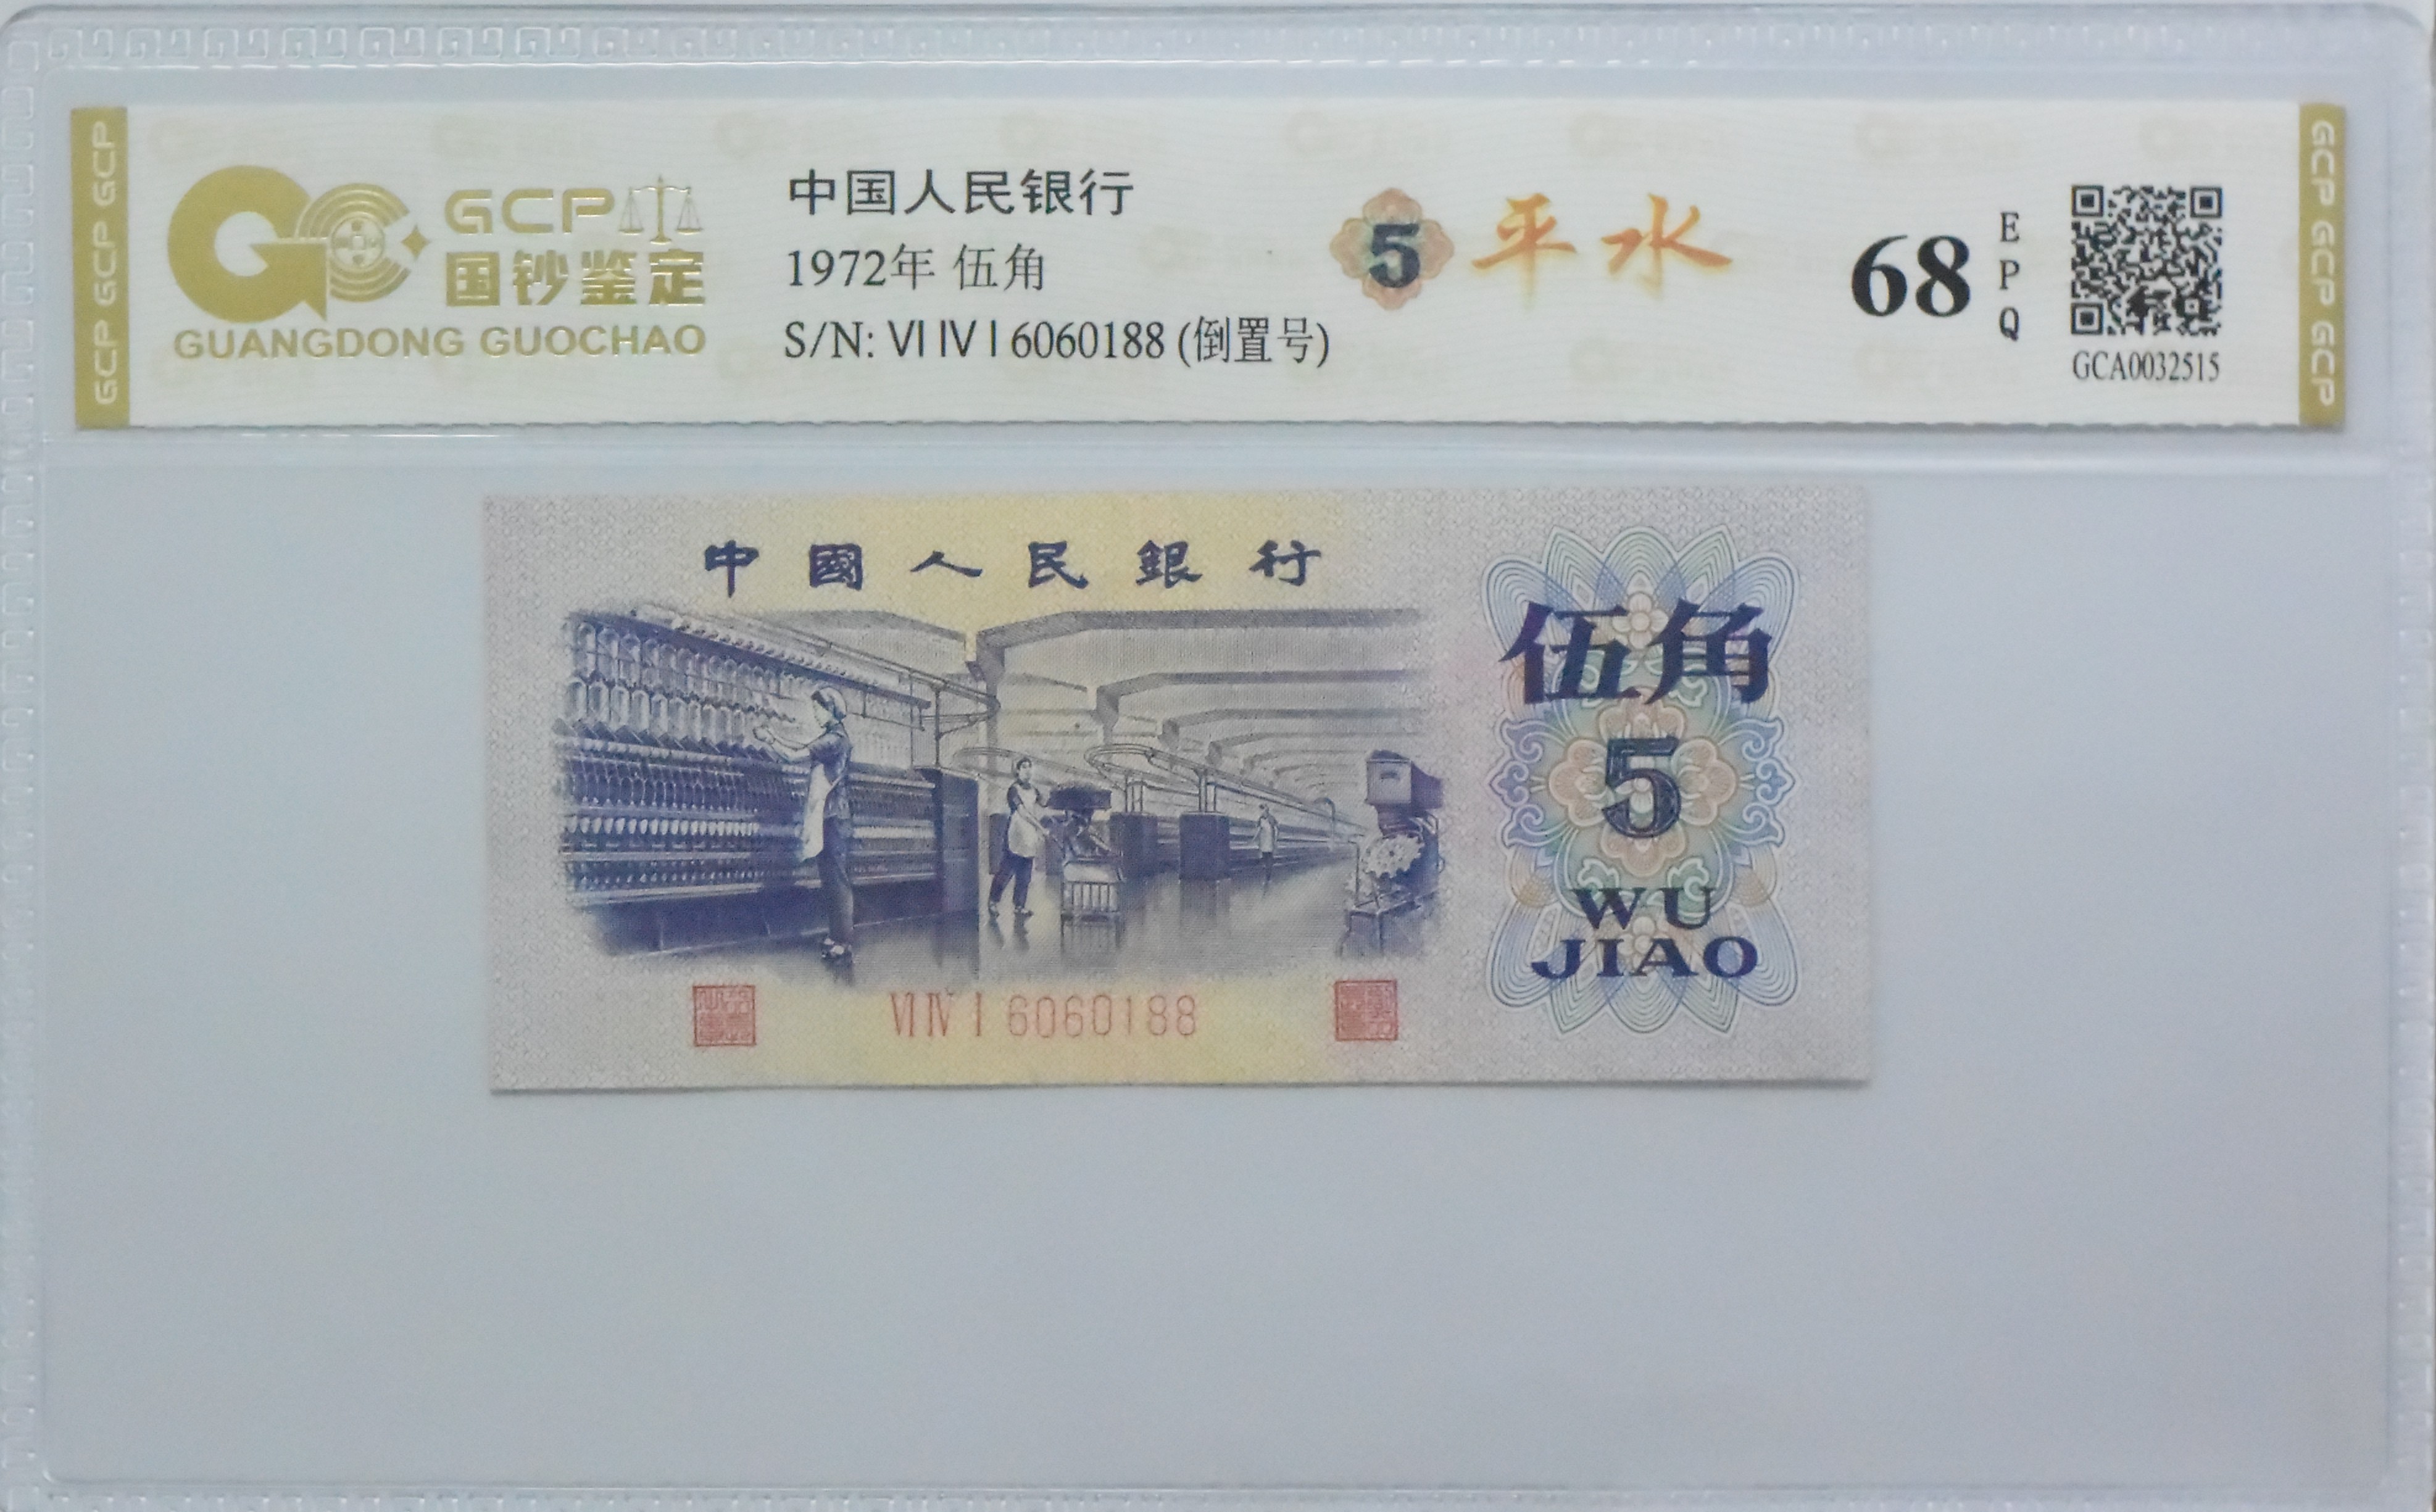 GCP GCP GCP
GCP
国钞鉴定
GUANGDONG GUOCHAO
中国人民银行
1972年 伍角
S/N: VI IV I 6060188 (倒置号)
5 平水
68
E
P
Q
GCA0032515
GCP GCP GCP
中國人民銀行
伍角
5
WU
JIAO
VI IV I 6060188